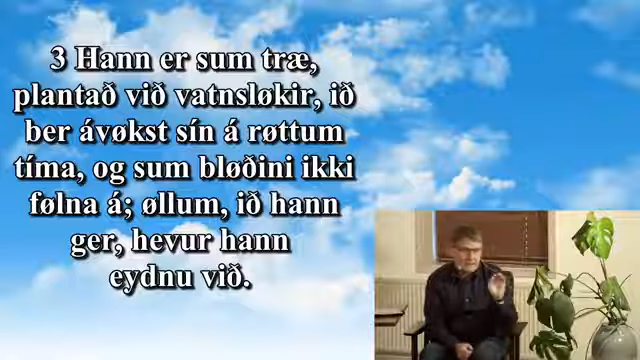 3 Hann er sum træ,
plantað við vatnsløkir, ið
ber ávøkst sín á røttum
tíma, og sum bløðini ikki
følna á; øllum, ið hann
ger, hevur hann
eydnu við.